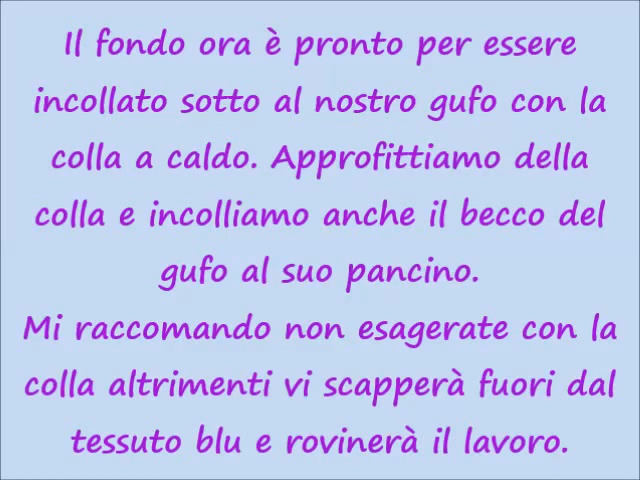 Il fondo ora è pronto per essere
incollato sotto al nostro gufo con la
colla a caldo. Approfittiamo della
colla e incolliamo anche il becco del
gufo al suo pancino.
Mi raccomando non esagerate con la
colla altrimenti vi scapperà fuori dal
tessuto blu e rovinerà il lavoro.